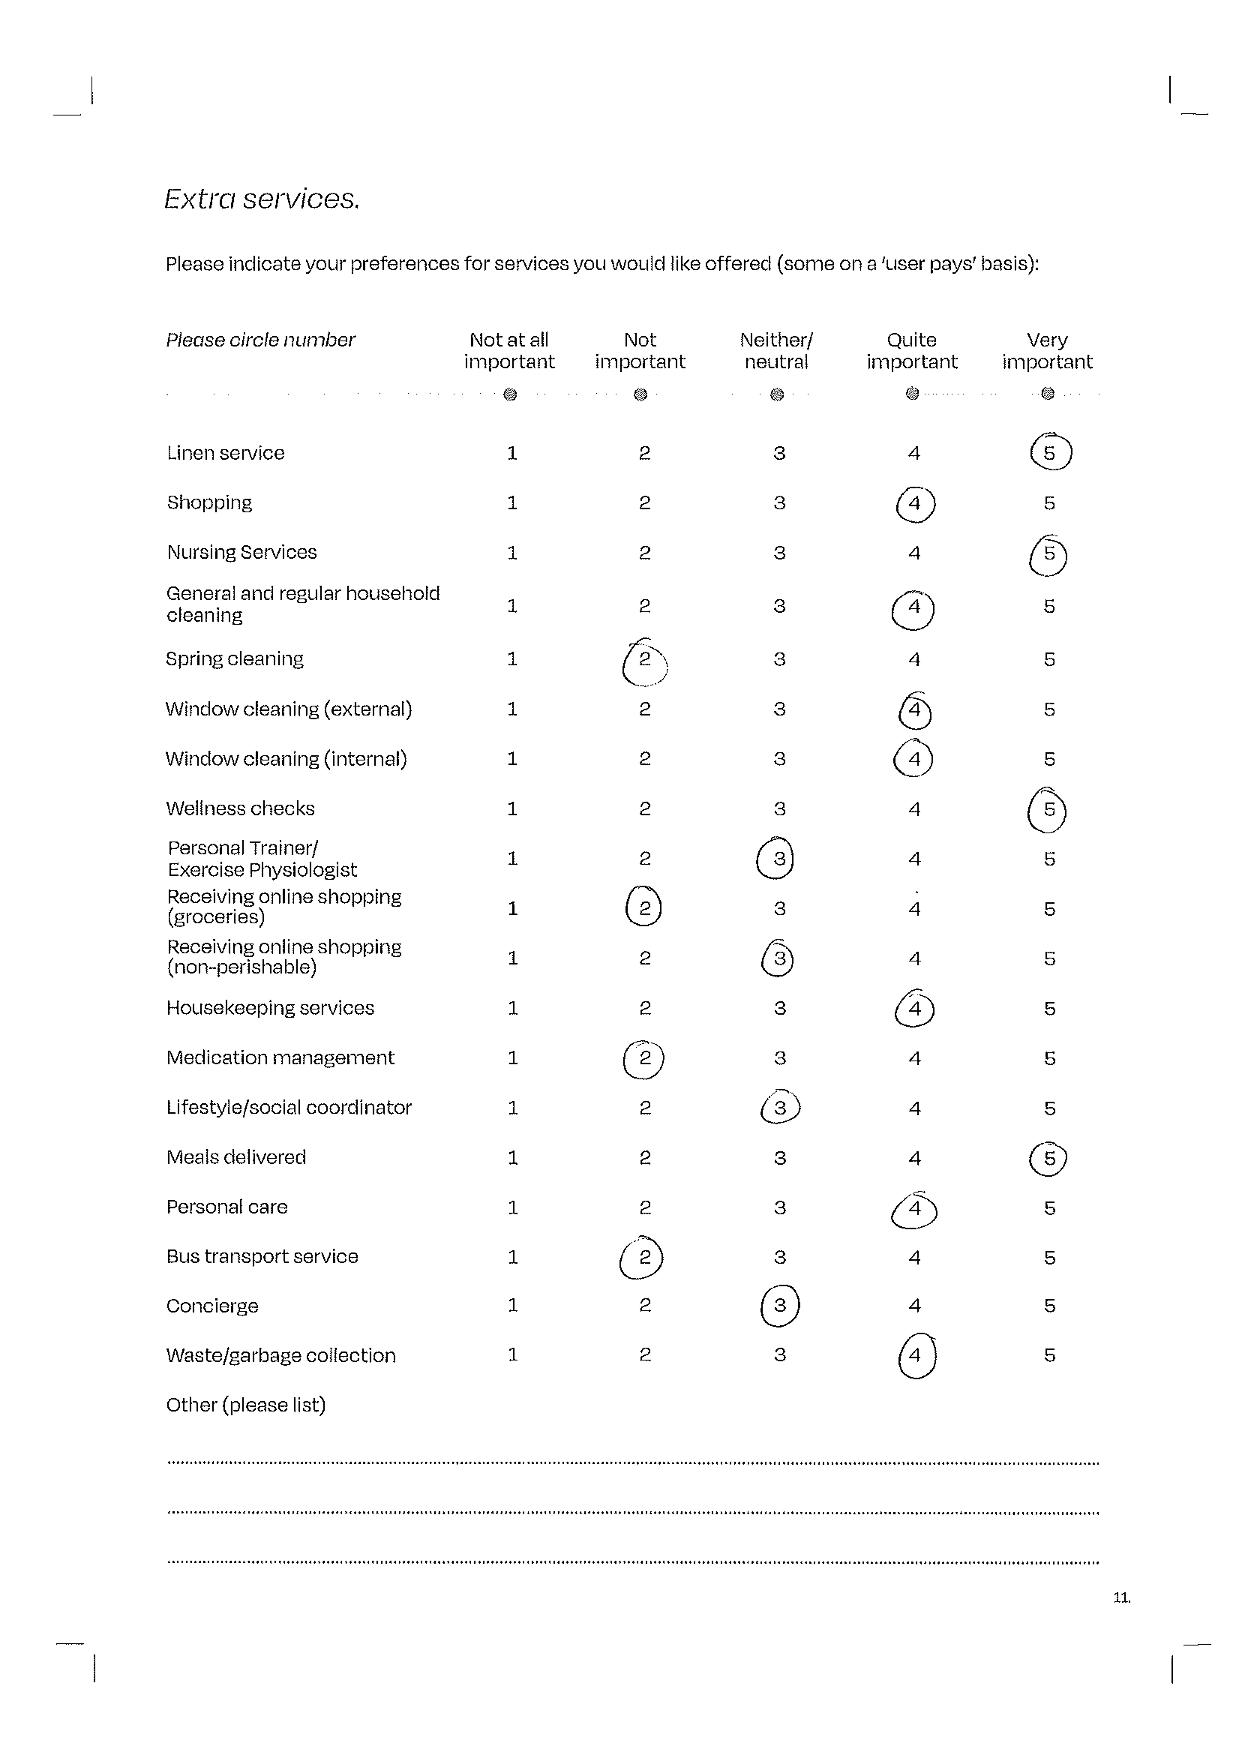 Extra services.
Please indicate your preferences for services you would like offered (some on a 'user pays' basis):
Please circle number Not at all important Not important Neither/ neutral Quite important Very important
Linen service 1 2 3 4 5
Shopping 1 2 3 4 5
Nursing Services 1 2 3 4 5
General and regular household
cleaning 1 2 3 4 5
Spring cleaning 1 2 3 4 5
Window cleaning (external) 1 2 3 4 5
Window cleaning (internal) 1 2 3 4 5
Wellness checks 1 2 3 4 5
Personal Trainer/
Exercise Physiologist 1 2 3 4 5
Receiving online shopping
(groceries) 1 2 3 4 5
Receiving online shopping
(non-perishable) 1 2 3 4 5
Housekeeping services 1 2 3 4 5
Medication management 1 2 3 4 5
Lifestyle/social coordinator 1 2 3 4 5
Meals delivered 1 2 3 4 5
Personal care 1 2 3 4 5
Bus transport service 1 2 3 4 5
Concierge 1 2 3 4 5
Waste/garbage collection 1 2 3 4 5
Other (please list)
11.